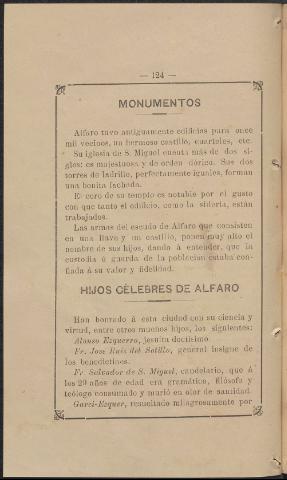 — 124 —
MONUMENTOS
Alfaro tuvo antiguamente edificios para once
mil vecinos, un hermoso castillo, cuarteles, etc.
Su iglesia de S. Miguel cuenta más de dos si-
glos: es majestuosa y de orden dórico. Sus dos
torres de ladrillo, perfectamente iguales, forman
una bonita fachada.
El coro de su templo es notable por el gusto
con que tanto el edificio, como la sillería, están
trabajados.
Las armas del escudo de Alfaro que consisten
en una llave y un castillo, ponen muy alto el
nombre de sus hijos, dando á entender, que la
custodia ó guarda de la población estaba con-
fiada á su valor y fidelidad.
HIJOS CÉLEBRES DE ALFARO
Han honrado á esta ciudad con su ciencia y
virtud, entre otros muchos hijos, los siguientes:
Alonso Ezquerra, jesuita doctísimo.
Fr. José Ruiz del Sotillo, general insigne de
los benedictinos.
Fr. Salvador de S. Miguel, candelario, que á
los 20 años de edad era gramático, filósofo y
teólogo consumado y murió en olor de santidad.
Garci-Ezquer, resucitado milagrosamente por